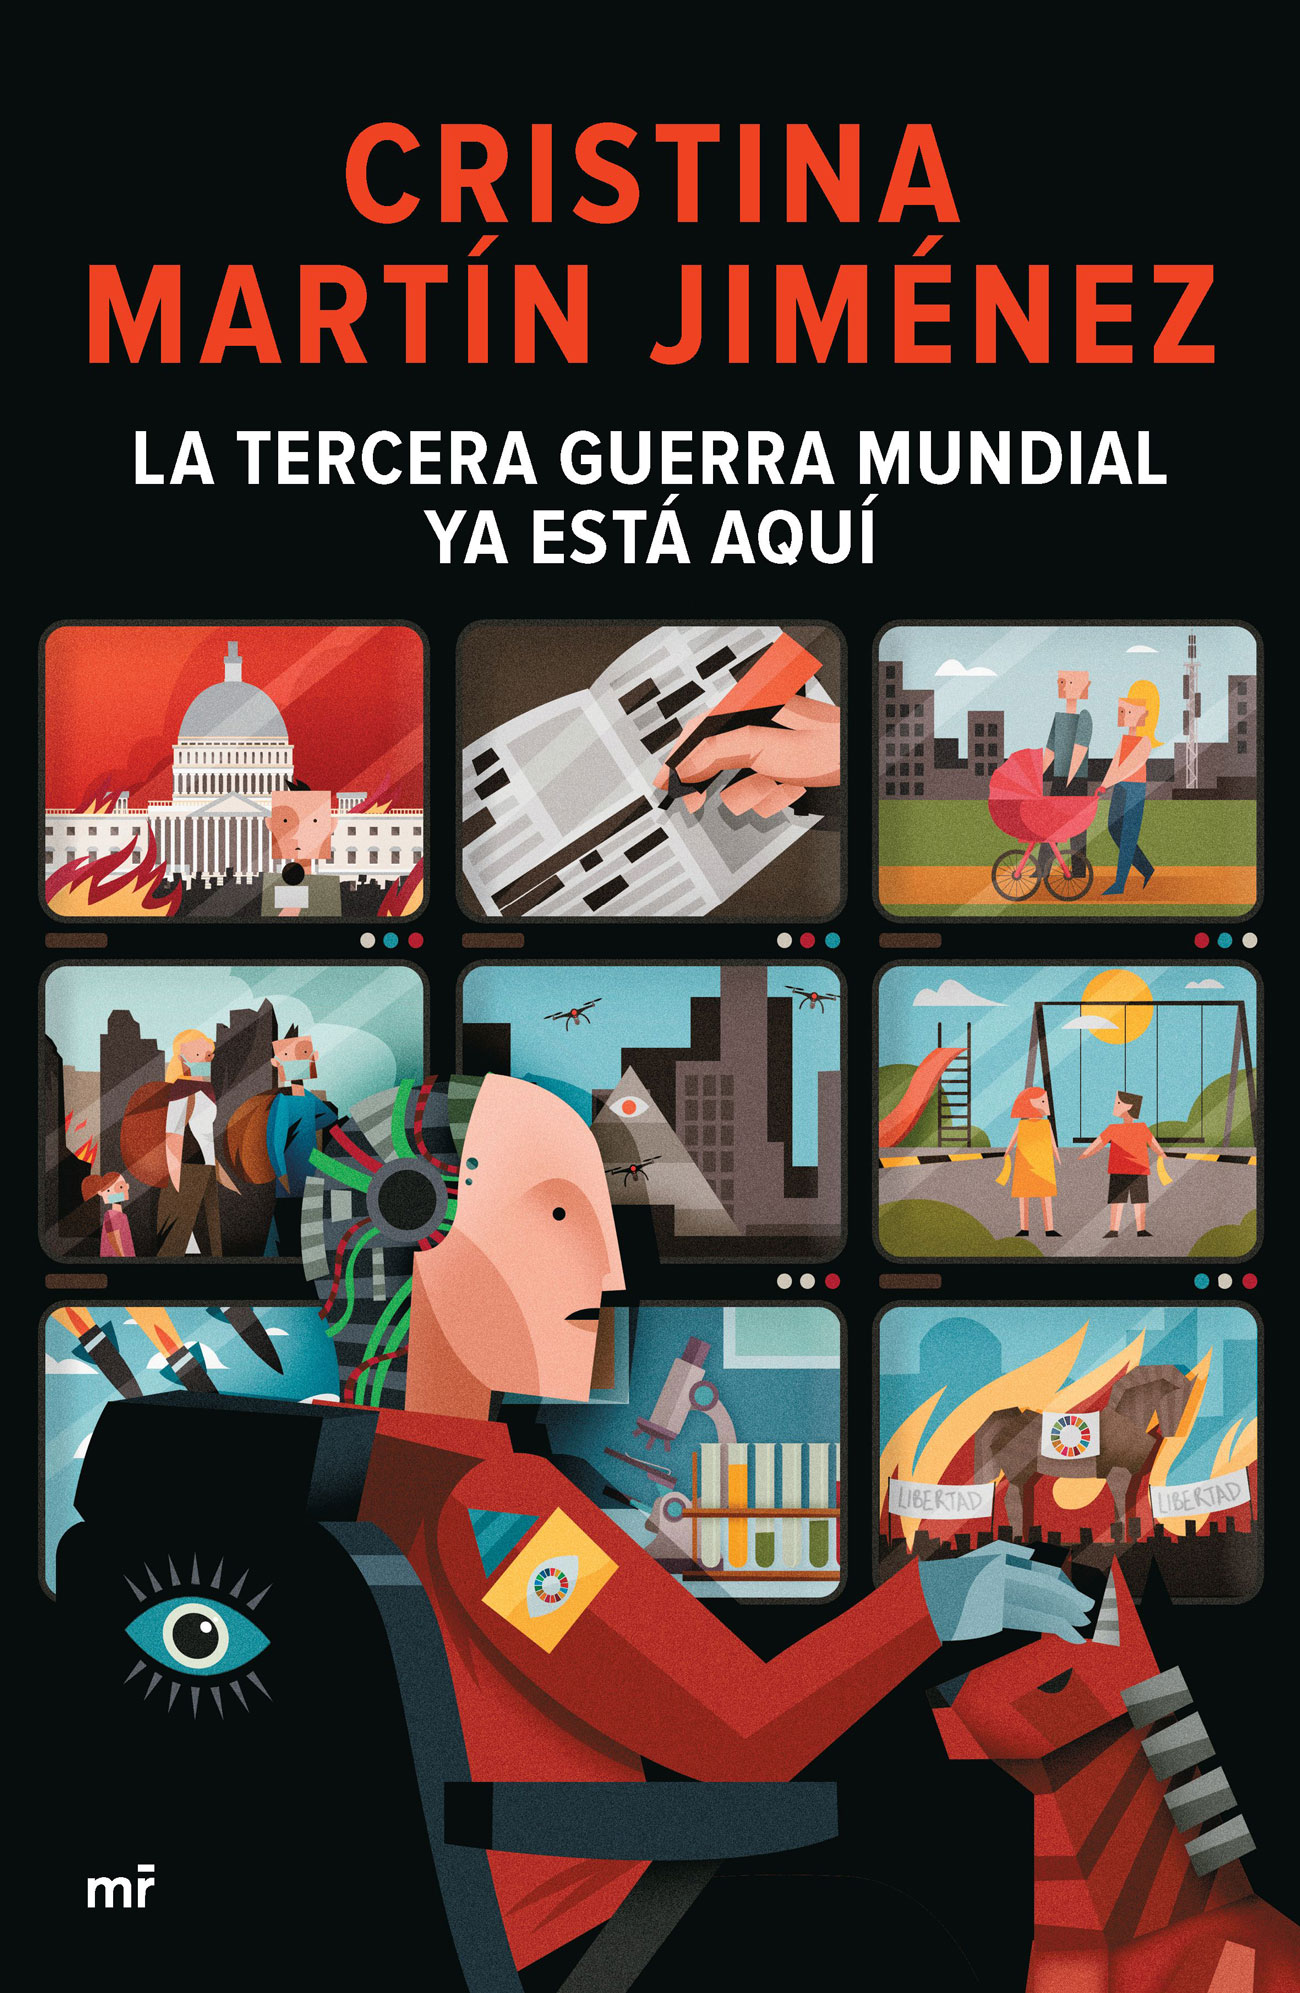 CRISTINA
MARTÍN JIMÉNEZ
LA TERCERA GUERRA MUNDIAL
YA ESTÁ AQUÍ
LIBERTAD
LIBERTAD
mr̄